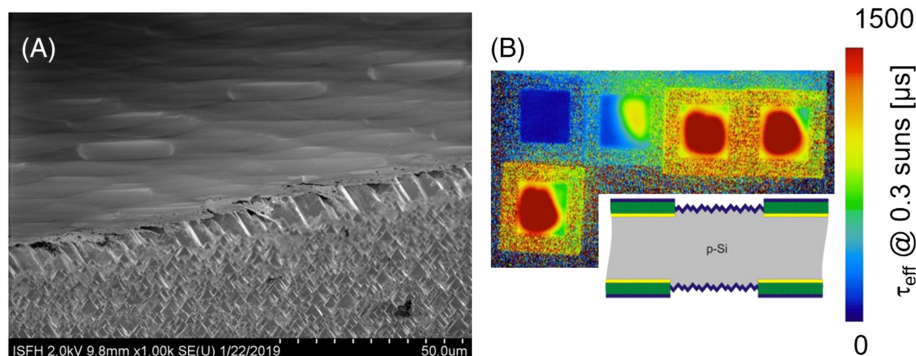 (A)
ISFH 2.0kV 9.8mm x1.00k SE(U) 1/22/2019
50.0um
(B)
p-Si
1500
τeff @ 0.3 suns [µs]
0